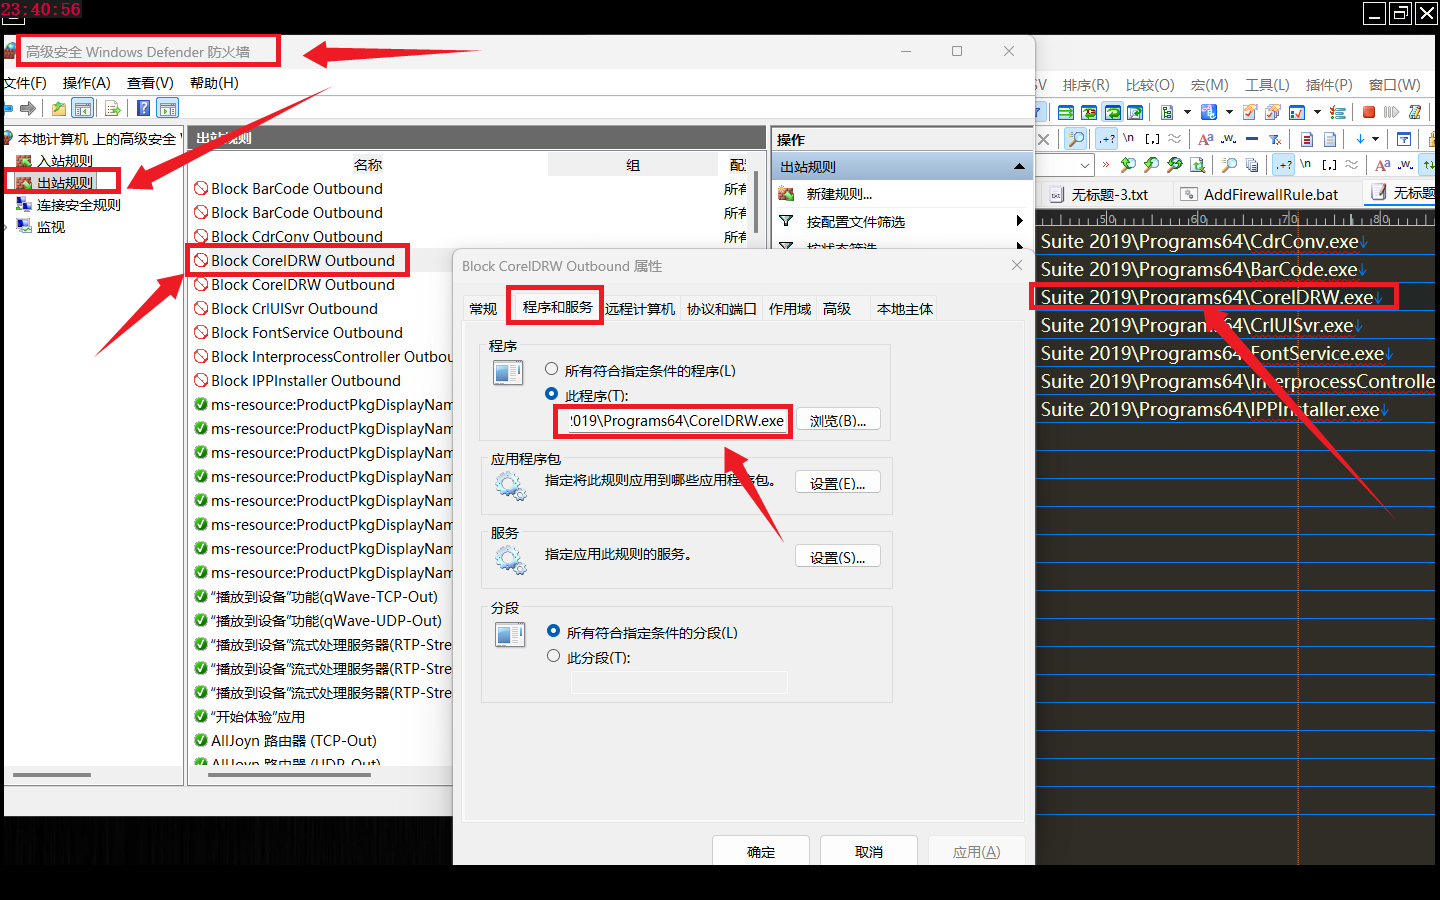 23:40:56
高级安全 Windows Defender 防火墙
文件(F) 操作(A) 查看(V) 帮助(H)
本地计算机 上的高级安全
入站规则
出站规则
连接安全规则
监视
出站规则
名称 组
Block BarCode Outbound 所有
Block BarCode Outbound 所有
Block CdrConv Outbound 所有
Block CorelDRW Outbound
Block CorelDRW Outbound
Block CrlUISvr Outbound
Block FontService Outbound
Block InterprocessController Outbou
Block IPPInstaller Outbound
ms-resource:ProductPkgDisplayNam
ms-resource:ProductPkgDisplayNam
ms-resource:ProductPkgDisplayNam
ms-resource:ProductPkgDisplayNam
ms-resource:ProductPkgDisplayNam
ms-resource:ProductPkgDisplayNam
ms-resource:ProductPkgDisplayNam
ms-resource:ProductPkgDisplayNam
“播放到设备”功能(qWave-TCP-Out)
“播放到设备”功能(qWave-UDP-Out)
“播放到设备”流式处理服务器(RTP-Stre
“播放到设备”流式处理服务器(RTP-Stre
“播放到设备”流式处理服务器(RTP-Stre
“开始体验”应用
AllJoyn 路由器 (TCP-Out)
AllJoyn 路由器 (UDP-Out)
操作
出站规则
新建规则...
按配置文件筛选
按状态筛选
Block CorelDRW Outbound 属性
常规 程序和服务 远程计算机 协议和端口 作用域 高级 本地主体
程序
所有符合指定条件的程序(L)
此程序(T):
2019\Programs64\CorelDRW.exe 浏览(B)...
应用程序包
指定将此规则应用到哪些应用程序包。 设置(E)...
服务
指定应用此规则的服务。 设置(S)...
分段
所有符合指定条件的分段(L)
此分段(T):
确定 取消 应用(A)
SV 排序(R) 比较(O) 宏(M) 工具(L) 插件(P) 窗口(W)
无标题-3.txt AddFirewallRule.bat 无标题
50 60 70 80
Suite 2019\Programs64\CdrConv.exe↓
Suite 2019\Programs64\BarCode.exe↓
Suite 2019\Programs64\CorelDRW.exe↓
Suite 2019\Programs64\CrlUISvr.exe↓
Suite 2019\Programs64\FontService.exe↓
Suite 2019\Programs64\InterprocessControlle
Suite 2019\Programs64\IPPInstaller.exe↓